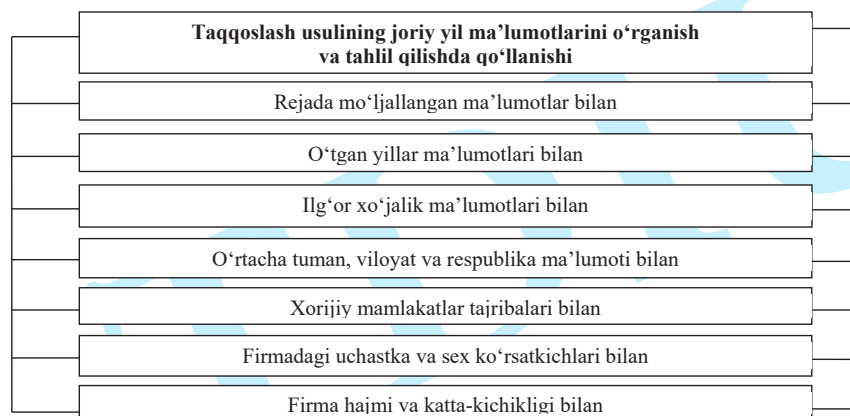 Taqqoslash usulining joriy yil ma’lumotlarini o‘rganish
va tahlil qilishda qo‘llanishi
Rejada mo‘ljallangan ma’lumotlar bilan
O‘tgan yillar ma’lumotlari bilan
Ilg‘or xo‘jalik ma’lumotlari bilan
O‘rtacha tuman, viloyat va respublika ma’lumoti bilan
Xorijiy mamlakatlar tajribalari bilan
Firmadagi uchastka va sex ko‘rsatkichlari bilan
Firma hajmi va katta-kichikligi bilan